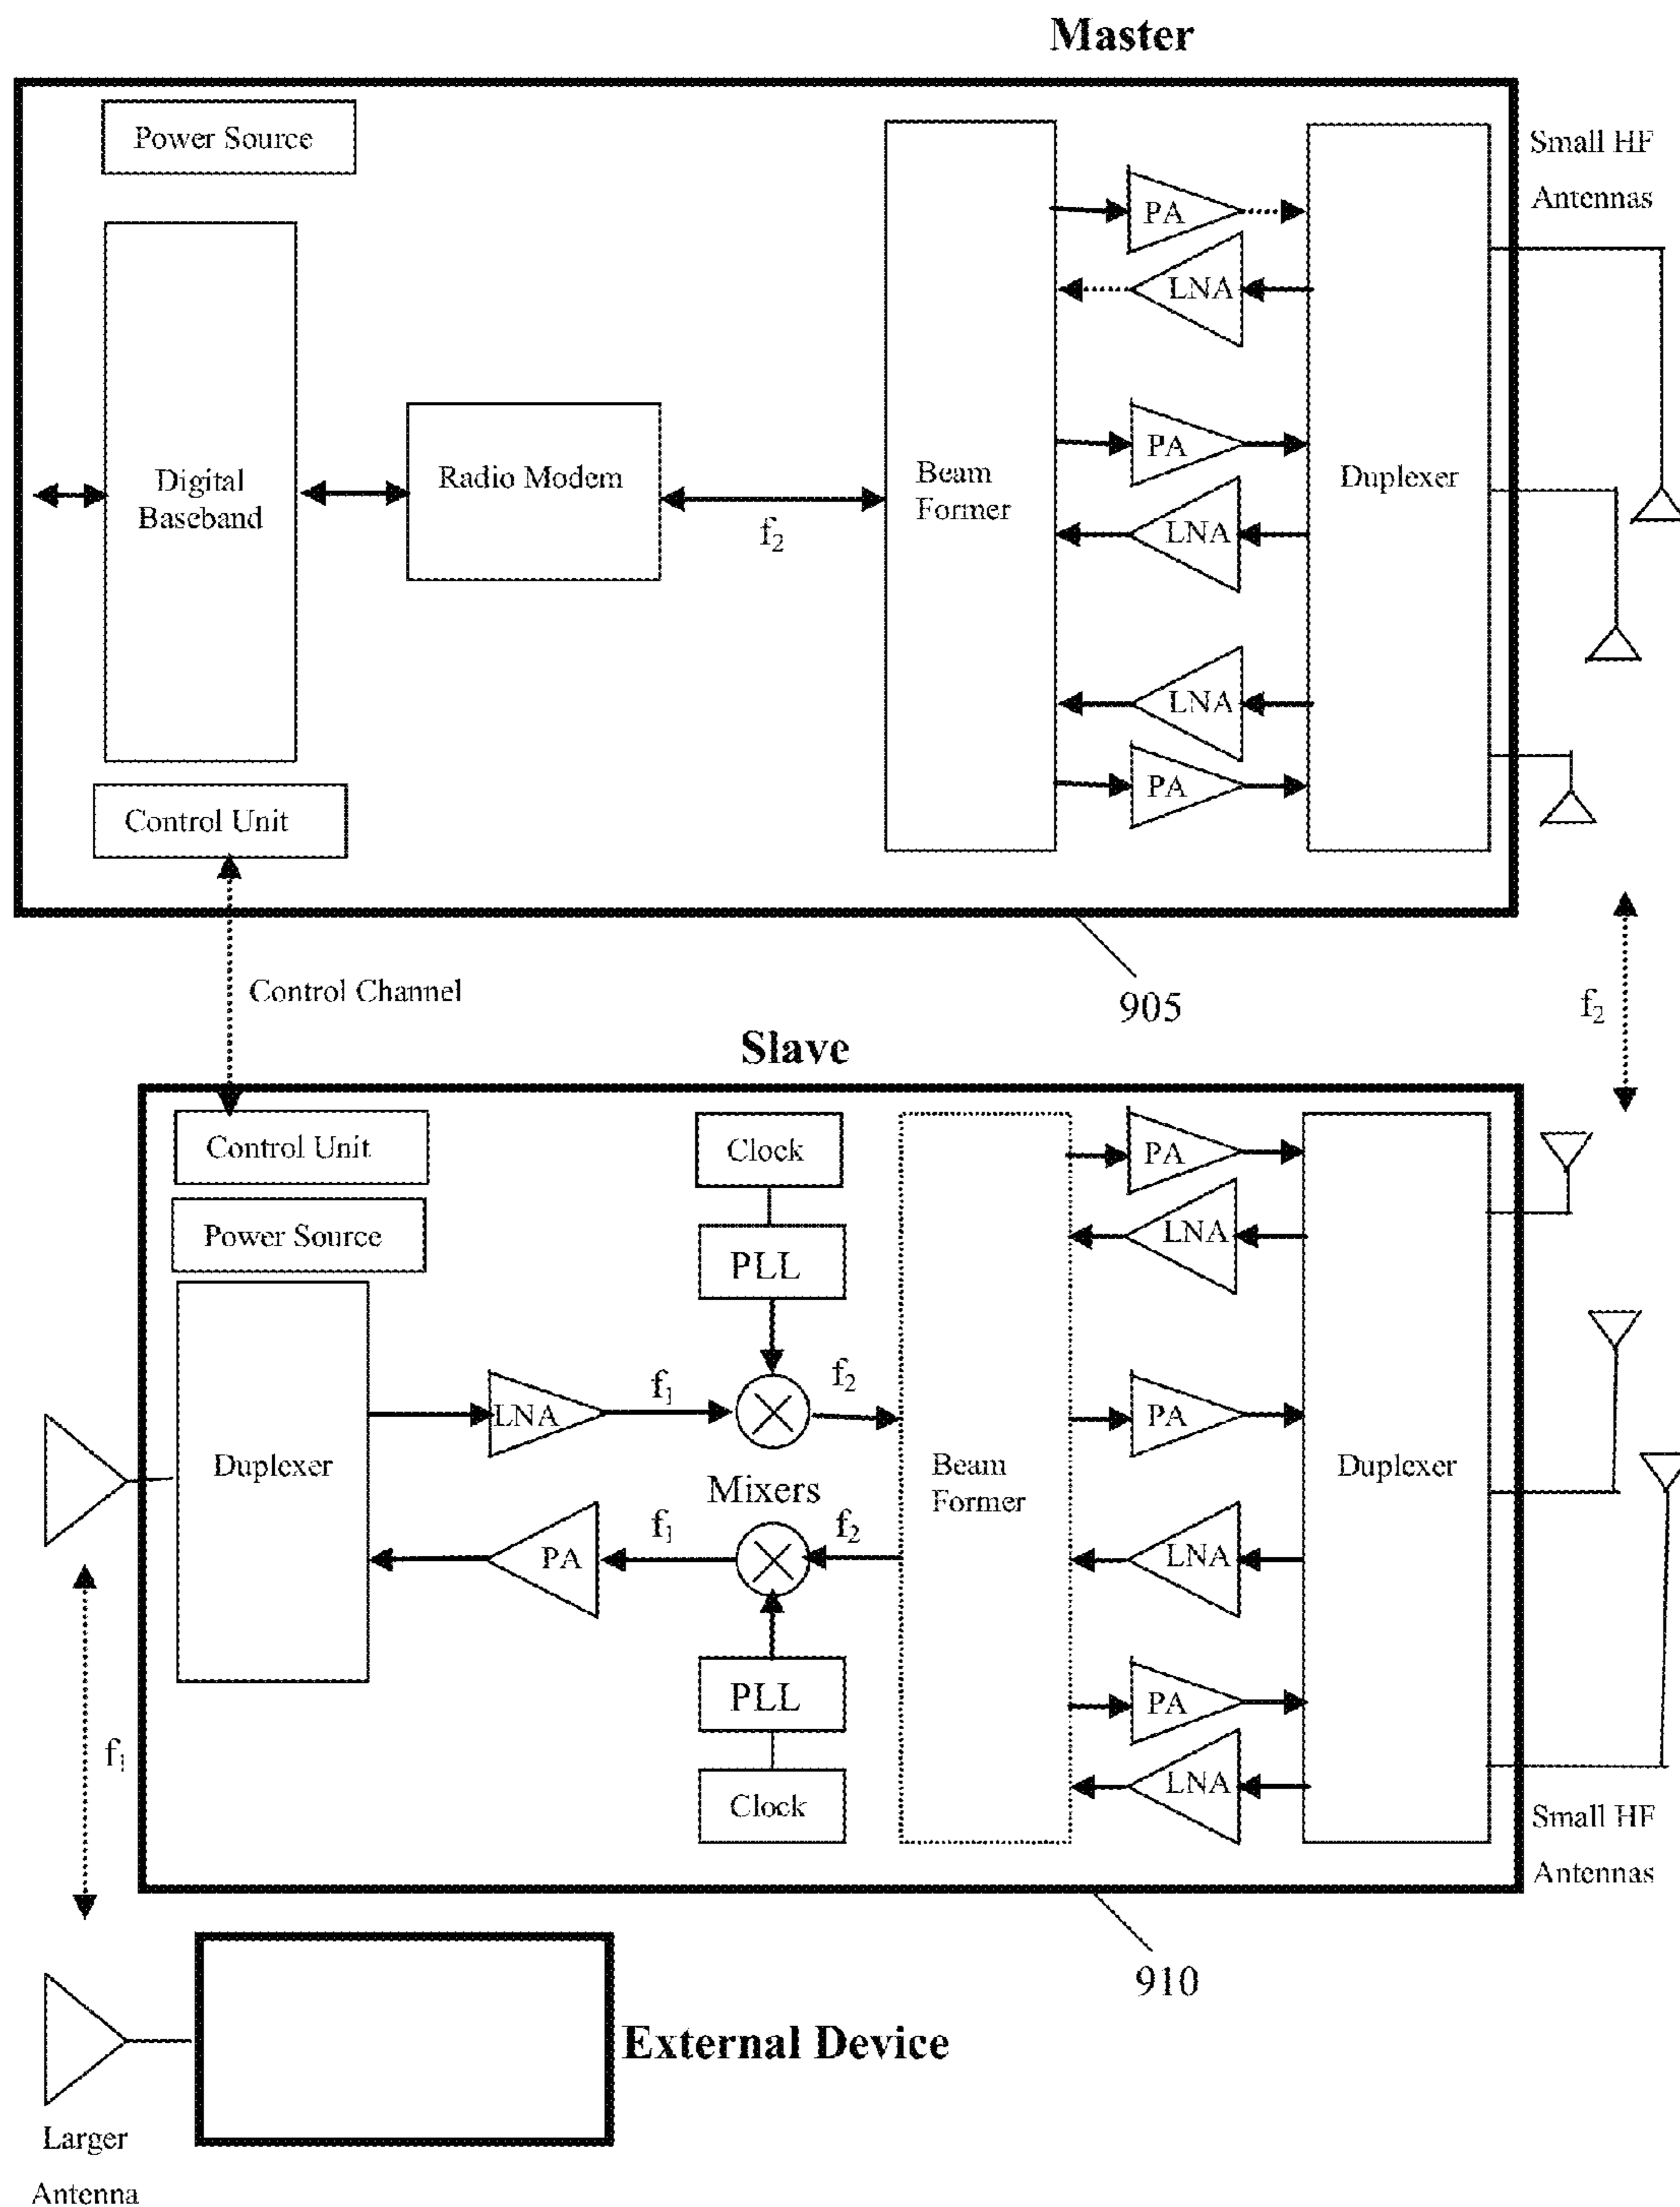 Master
Power Source
Small HF
Antennas
PA
LNA
Digital
Baseband
Radio Modem
f2
Beam
Former
PA
LNA
Duplexer
LNA
PA
Control Unit
Control Channel
905
f2
Slave
Control Unit
Power Source
Clock
PLL
PA
LNA
Duplexer
LNA
f1
f2
Mixers
PA
f1
f2
PLL
Clock
Beam
Former
PA
LNA
PA
LNA
Duplexer
Small HF
Antennas
f1
910
External Device
Larger
Antenna